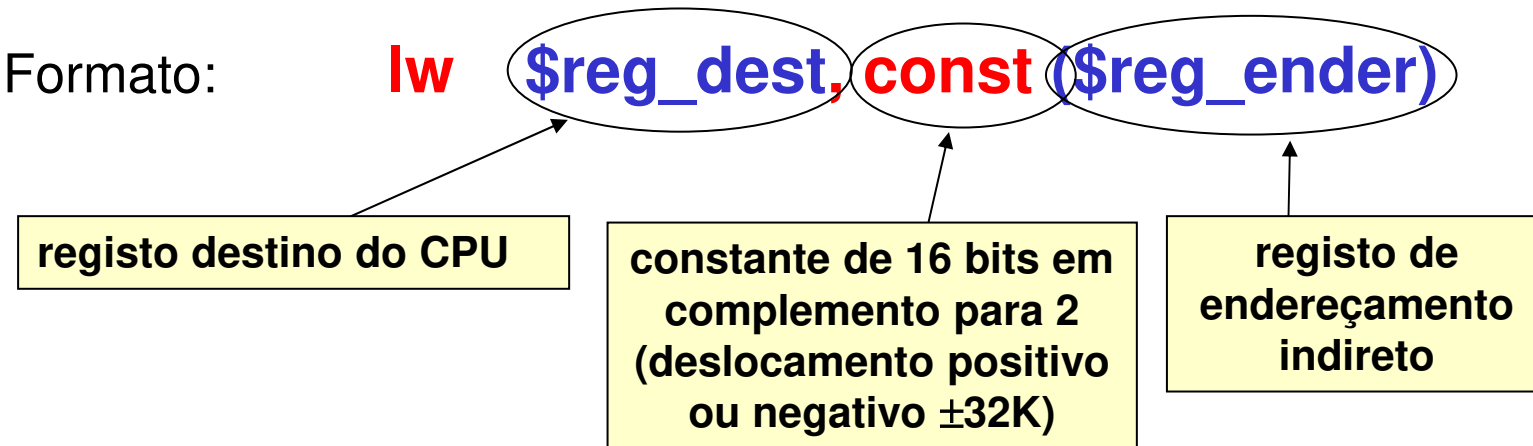 Formato: lw $reg_dest, const ($reg_ender)
registo destino do CPU
constante de 16 bits em
complemento para 2
(deslocamento positivo
ou negativo ±32K)
registo de
endereçamento
indireto